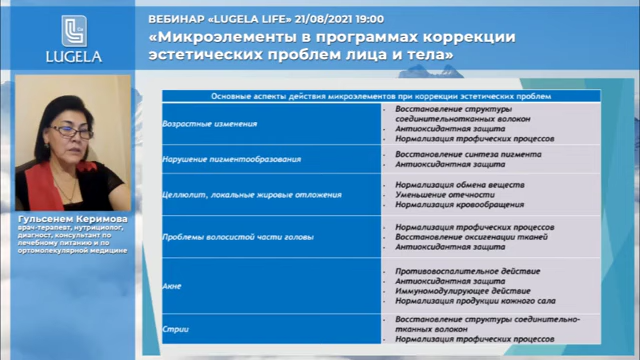 LUGELA
ВЕБИНАР «LUGELA LIFE» 21/08/2021 19:00
«Микроэлементы в программах коррекции
эстетических проблем лица и тела»
Основные аспекты действия микроэлементов при коррекции эстетических проблем
Возрастные изменения
- Восстановление структуры
соединительнотканных волокон
- Антиоксидантная защита
- Нормализация трофических процессов
Нарушение пигментообразования
- Восстановление синтеза пигмента
- Антиоксидантная защита
Целлюлит, локальные жировые отложения
- Нормализация обмена веществ
- Уменьшение отечности
- Нормализация кровообращения
Проблемы волосистой части головы
- Нормализация трофических процессов
- Восстановление оксигенации тканей
- Антиоксидантная защита
Акне
- Противовоспалительное действие
- Антиоксидантная защита
- Иммуномодулирующее действие
- Нормализация продукции кожного сала
Стрии
- Восстановление структуры соединительно-
тканных волокон
- Нормализация трофических процессов
Гульсенем Керимова
врач-терапевт, нутрициолог,
диагност, консультант по
лечебному питанию и по
ортомолекулярной медицине